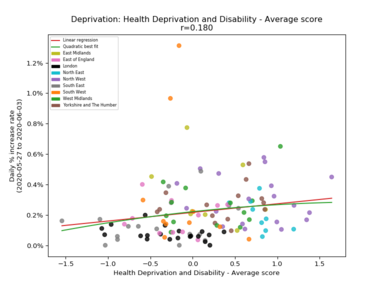 Deprivation: Health Deprivation and Disability - Average score
r=0.180
Linear regression
Quadratic best fit
East Midlands
East of England
London
North East
North West
South East
South West
West Midlands
Yorkshire and The Humber
Daily % increase rate
(2020-05-27 to 2020-06-03)
1.2%
1.0%
0.8%
0.6%
0.4%
0.2%
0.0%
−1.5 −1.0 −0.5 0.0 0.5 1.0 1.5
Health Deprivation and Disability - Average score